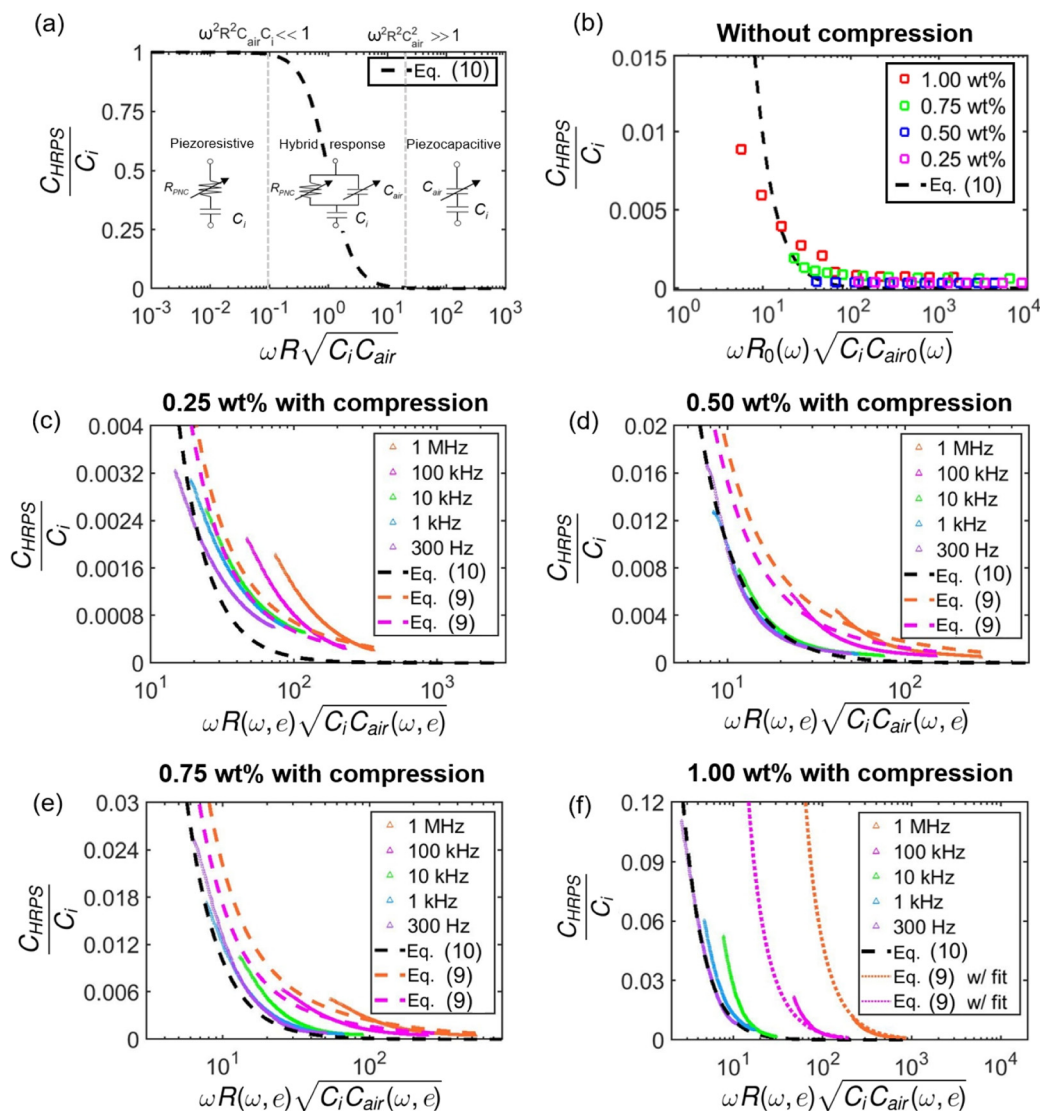 (a)
ω²R²C_air C_i << 1
ω²R²C²_air >> 1
Eq. (10)
1
0.75
0.5
0.25
0
C_HRPS
C_i
Piezoresistive
Hybrid response
Piezocapacitive
R_PNC
C_i
R_PNC
C_air
C_i
C_air
C_i
10⁻³ 10⁻² 10⁻¹ 10⁰ 10¹ 10² 10³
ωR√C_i C_air
(b)
Without compression
0.015
0.01
0.005
0
C_HRPS
C_i
1.00 wt%
0.75 wt%
0.50 wt%
0.25 wt%
Eq. (10)
10⁰ 10¹ 10² 10³ 10⁴
ωR₀(ω)√C_i C_air0(ω)
(c)
0.25 wt% with compression
0.004
0.0032
0.0024
0.0016
0.0008
0
C_HRPS
C_i
1 MHz
100 kHz
10 kHz
1 kHz
300 Hz
Eq. (10)
Eq. (9)
Eq. (9)
10¹ 10² 10³
ωR(ω, e)√C_i C_air(ω, e)
(d)
0.50 wt% with compression
0.02
0.016
0.012
0.008
0.004
0
C_HRPS
C_i
1 MHz
100 kHz
10 kHz
1 kHz
300 Hz
Eq. (10)
Eq. (9)
Eq. (9)
10¹ 10²
ωR(ω, e)√C_i C_air(ω, e)
(e)
0.75 wt% with compression
0.03
0.024
0.018
0.012
0.006
0
C_HRPS
C_i
1 MHz
100 kHz
10 kHz
1 kHz
300 Hz
Eq. (10)
Eq. (9)
Eq. (9)
10¹ 10²
ωR(ω, e)√C_i C_air(ω, e)
(f)
1.00 wt% with compression
0.12
0.09
0.06
0.03
0
C_HRPS
C_i
1 MHz
100 kHz
10 kHz
1 kHz
300 Hz
Eq. (10)
Eq. (9) w/ fit
Eq. (9) w/ fit
10¹ 10² 10³ 10⁴
ωR(ω, e)√C_i C_air(ω, e)